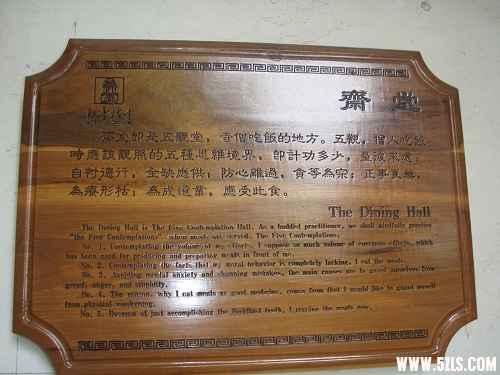 齋堂
齋堂即是五觀堂，寺僧吃飯的地方。五觀，僧人吃飯
時應該觀照的五種思維境界，即計功多少，量彼來處；
自忖德行，全缺應供；防心離過，貪等為宗；正事良藥，
為療形枯；為成道業，應受此食。
The Dining Hall
The Dining Hall is The Five Contemplation Hall. As a buddist practitioner, we shall mindfully practice
"the Five Contemplations" when meals are served. The Five Contemplations:
No. 1. Contemplating the volume of my efforts, I suppose so much volume of enormous efforts, which
has been used for producing and preparing meals in front of me.
No. 2. Contemplating the facts that my moral behavior is completely lacking, I eat the meals.
No. 3. Avoiding mental anxiety and shunning mistakes, the main causes are to guard ourselves from
greed, anger, and stupidity.
No. 4. The reason, why I eat meals as good medicine, comes from that I would like to guard myself
from physical weakening.
No. 5. Because of just accomplishing the Buddhist truth, I receive the meals now.
WWW.5ZLS.COM